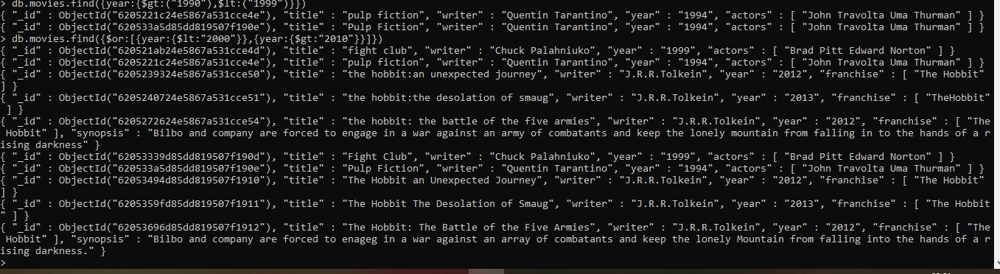 > db.movies.find({year:{$gt:("1990"),$lt:("1999")}})
{ "_id" : ObjectId("6205221c24e5867a531cce4e"), "title" : "pulp fiction", "writer" : "Quentin Tarantino", "year" : "1994", "actors" : [ "John Travolta Uma Thurman" ] }
{ "_id" : ObjectId("620533a5d85dd819507f190e"), "title" : "Pulp Fiction", "writer" : "Quentin Tarantino", "year" : "1994", "actors" : [ "John Travolta Uma Thurman" ] }
> db.movies.find({$or:[{year:{$lt:"2000"}},{year:{$gt:"2010"}}]})
{ "_id" : ObjectId("620521ab24e5867a531cce4d"), "title" : "fight club", "writer" : "Chuck Palahniuko", "year" : "1999", "actors" : [ "Brad Pitt Edward Norton" ] }
{ "_id" : ObjectId("6205221c24e5867a531cce4e"), "title" : "pulp fiction", "writer" : "Quentin Tarantino", "year" : "1994", "actors" : [ "John Travolta Uma Thurman" ] }
{ "_id" : ObjectId("6205239324e5867a531cce50"), "title" : "the hobbit:an unexpected journey", "writer" : "J.R.R.Tolkein", "year" : "2012", "franchise" : [ "The Hobbit"
] }
{ "_id" : ObjectId("6205240724e5867a531cce51"), "title" : "the hobbit:the desolation of smaug", "writer" : "J.R.R.Tolkein", "year" : "2013", "franchise" : [ "TheHobbit"
] }
{ "_id" : ObjectId("6205272624e5867a531cce54"), "title" : "the hobbit: the battle of the five armies", "writer" : "J.R.R.Tolkein", "year" : "2012", "franchise" : [ "The
Hobbit" ], "synopsis" : "Bilbo and company are forced to engage in a war against an army of combatants and keep the lonely mountain from falling in to the hands of a r
ising darkness" }
{ "_id" : ObjectId("62053339d85dd819507f190d"), "title" : "Fight Club", "writer" : "Chuck Palahniuko", "year" : "1999", "actors" : [ "Brad Pitt Edward Norton" ] }
{ "_id" : ObjectId("620533a5d85dd819507f190e"), "title" : "Pulp Fiction", "writer" : "Quentin Tarantino", "year" : "1994", "actors" : [ "John Travolta Uma Thurman" ] }
{ "_id" : ObjectId("62053494d85dd819507f1910"), "title" : "The Hobbit an Unexpected Journey", "writer" : "J.R.R.Tolkein", "year" : "2012", "franchise" : [ "The Hobbit"
] }
{ "_id" : ObjectId("6205359fd85dd819507f1911"), "title" : "The Hobbit The Desolation of Smaug", "writer" : "J.R.R.Tolkein", "year" : "2013", "franchise" : [ "The Hobbit
" ] }
{ "_id" : ObjectId("62053696d85dd819507f1912"), "title" : "The Hobbit: The Battle of the Five Armies", "writer" : "J.R.R.Tolkein", "year" : "2012", "franchise" : [ "The
Hobbit" ], "synopsis" : "Bilbo and company are forced to enageg in a war against an array of combatants and keep the lonely Mountain from falling into the hands of a r
ising darkness." }
>